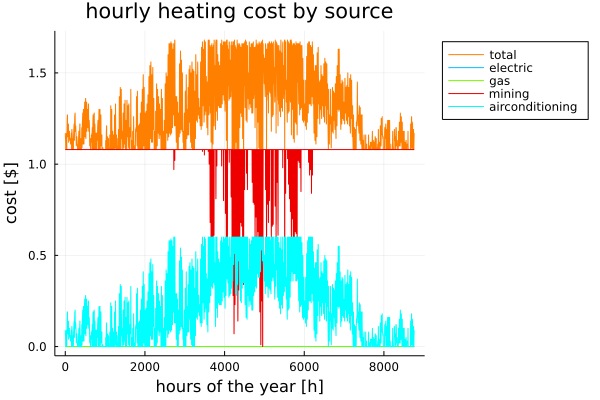 hourly heating cost by source
total
electric
gas
mining
airconditioning
cost [$]
1.5
1.0
0.5
0.0
0 2000 4000 6000 8000
hours of the year [h]